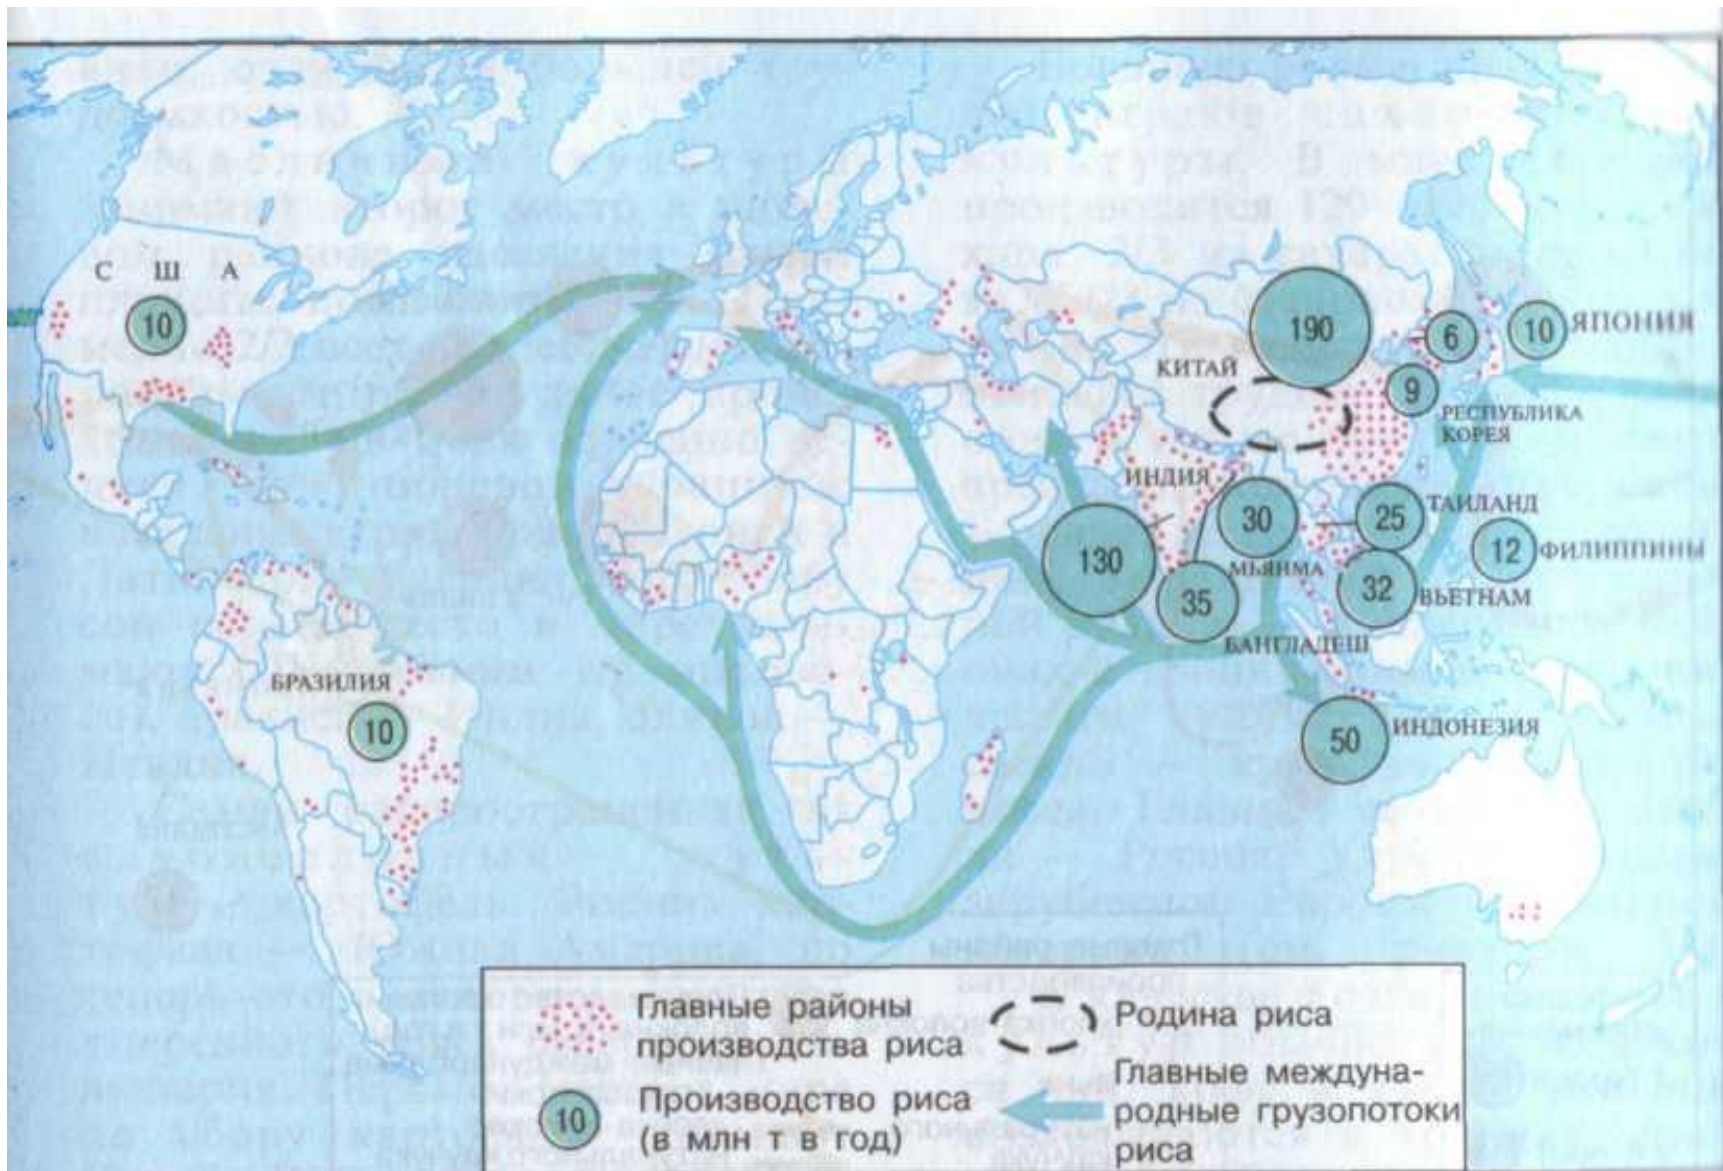 С Ш А
10
190
6
10
ЯПОНИЯ
КИТАЙ
9
РЕСПУБЛИКА
КОРЕЯ
ИНДИЯ
30
25
ТАИЛАНД
130
12
ФИЛИППИНЫ
МЬЯНМА
35
32
ВЬЕТНАМ
БАНГЛАДЕШ
БРАЗИЛИЯ
10
50
ИНДОНЕЗИЯ
Главные районы
производства риса
10
Производство риса
(в млн т в год)
Родина риса
Главные междуна-
родные грузопотоки
риса